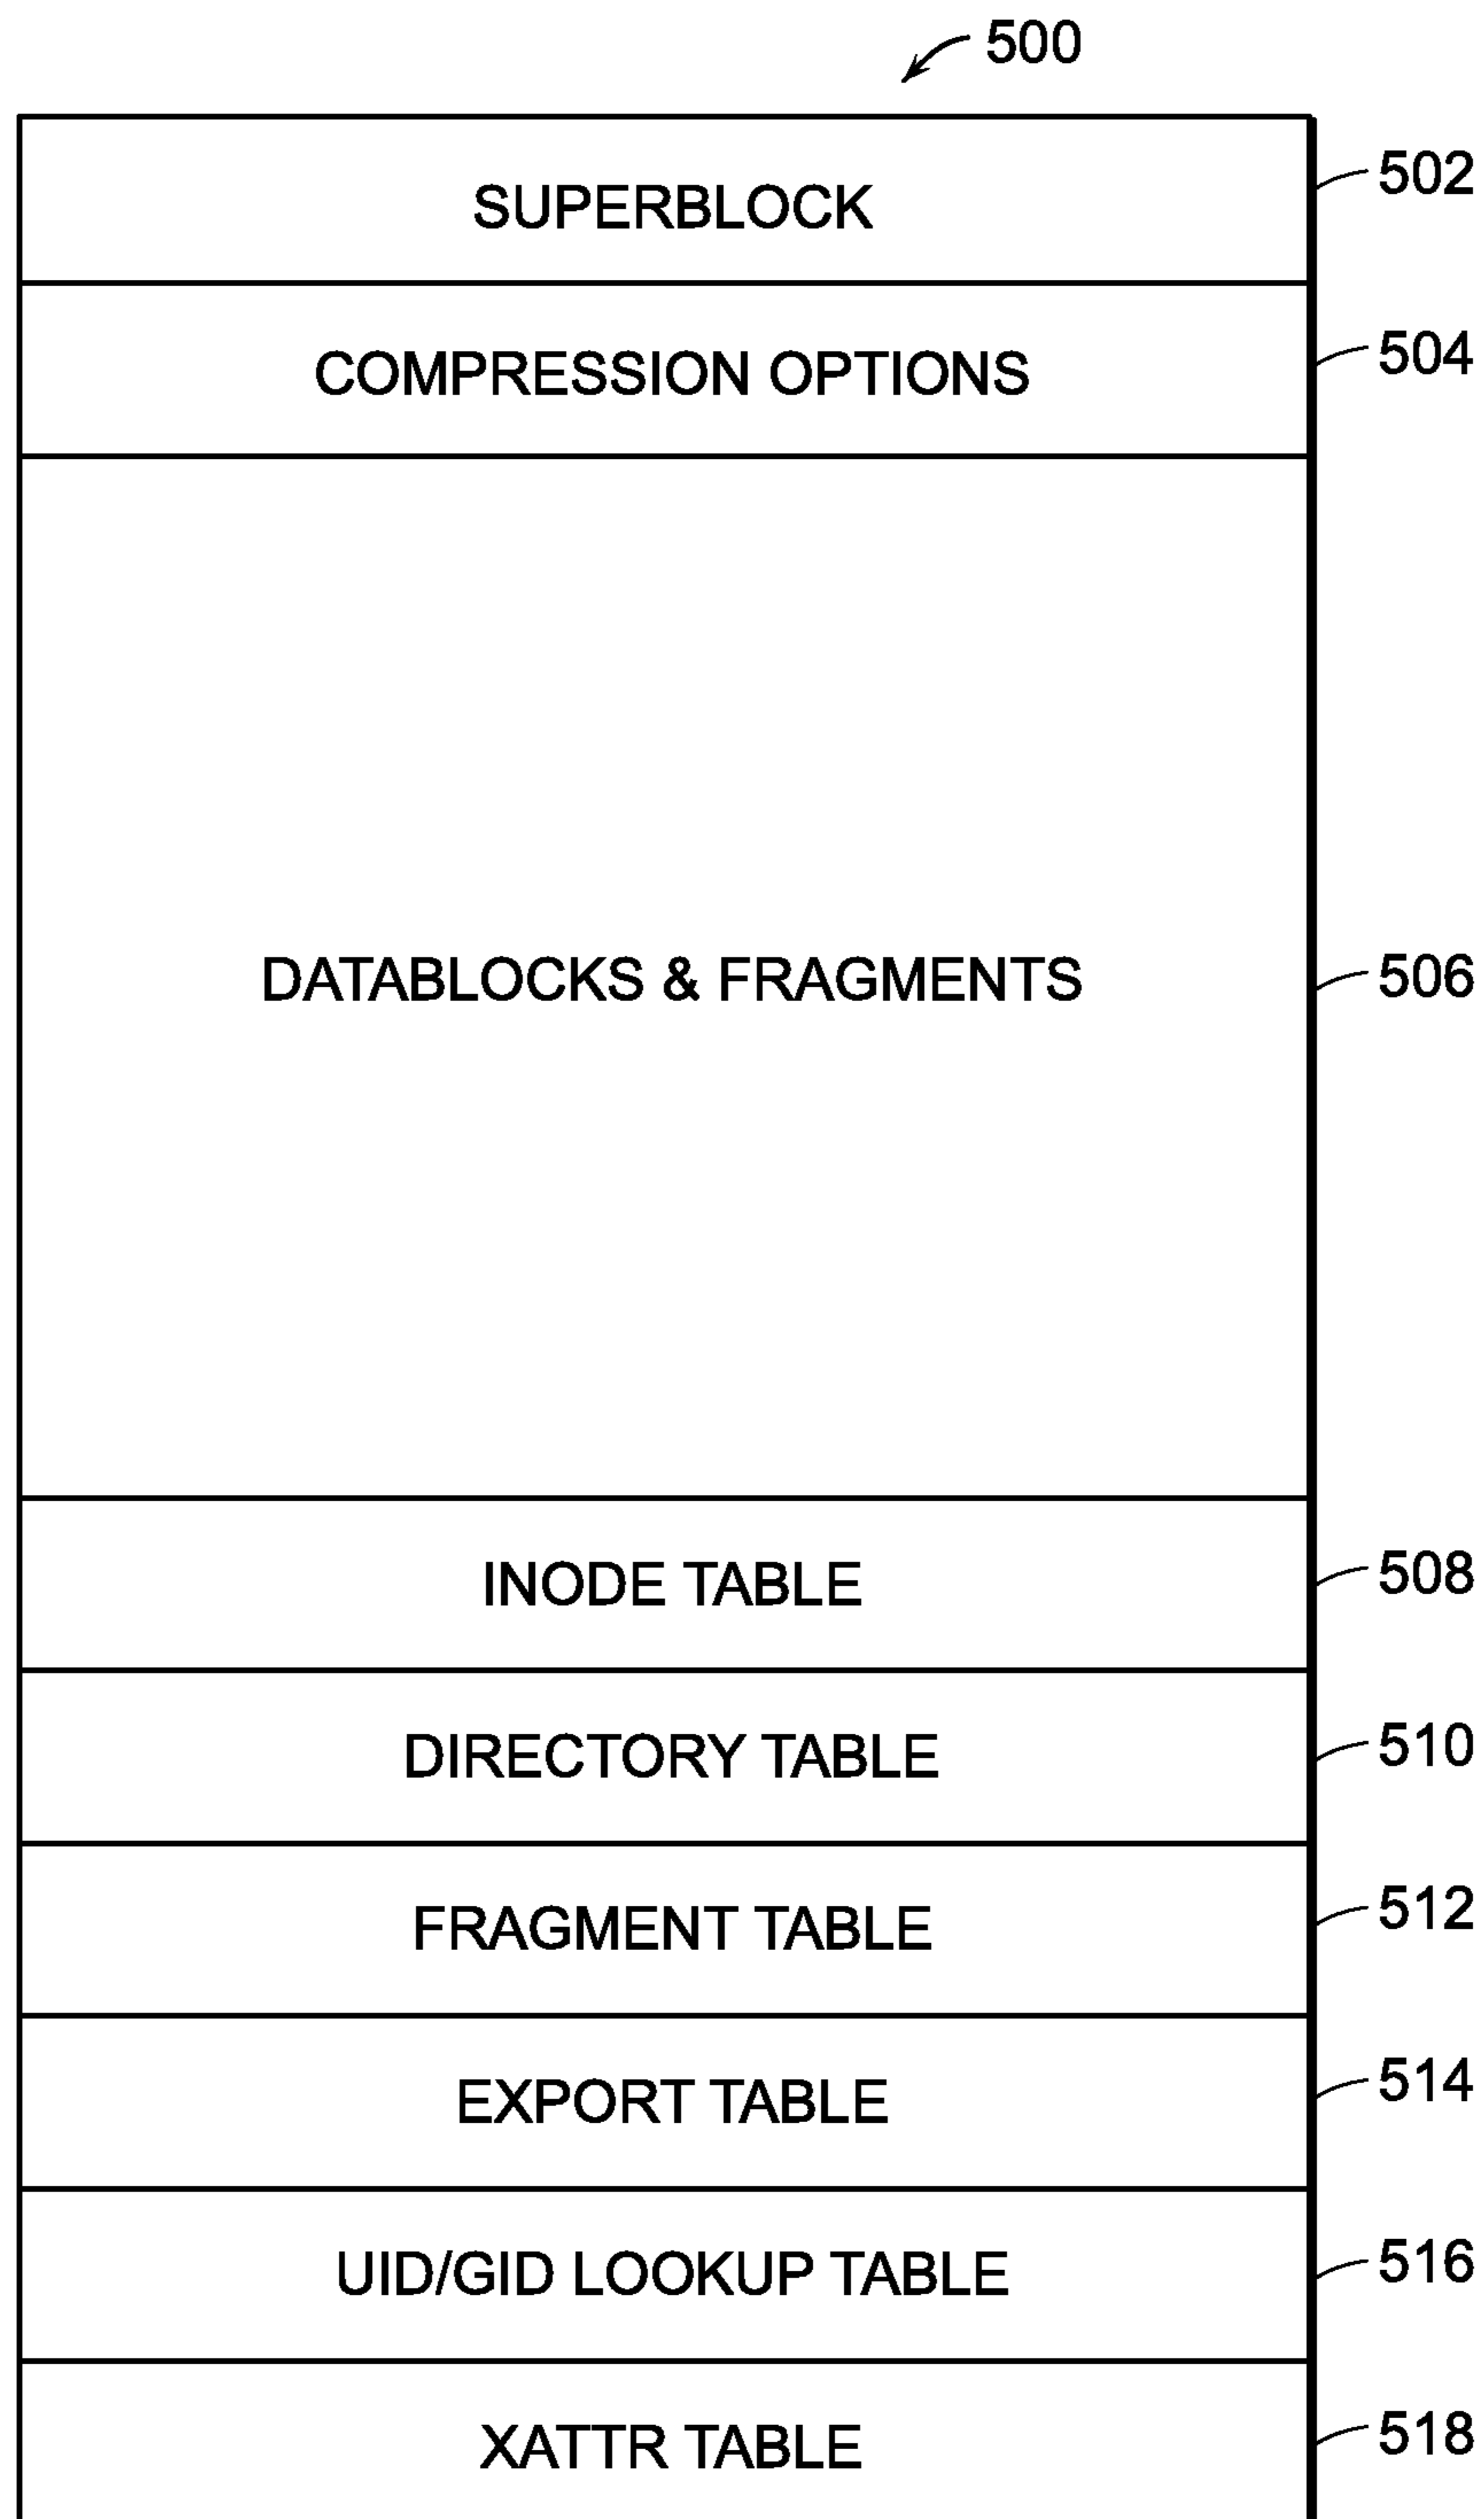 500
SUPERBLOCK 502
COMPRESSION OPTIONS 504
DATABLOCKS & FRAGMENTS 506
INODE TABLE 508
DIRECTORY TABLE 510
FRAGMENT TABLE 512
EXPORT TABLE 514
UID/GID LOOKUP TABLE 516
XATTR TABLE 518